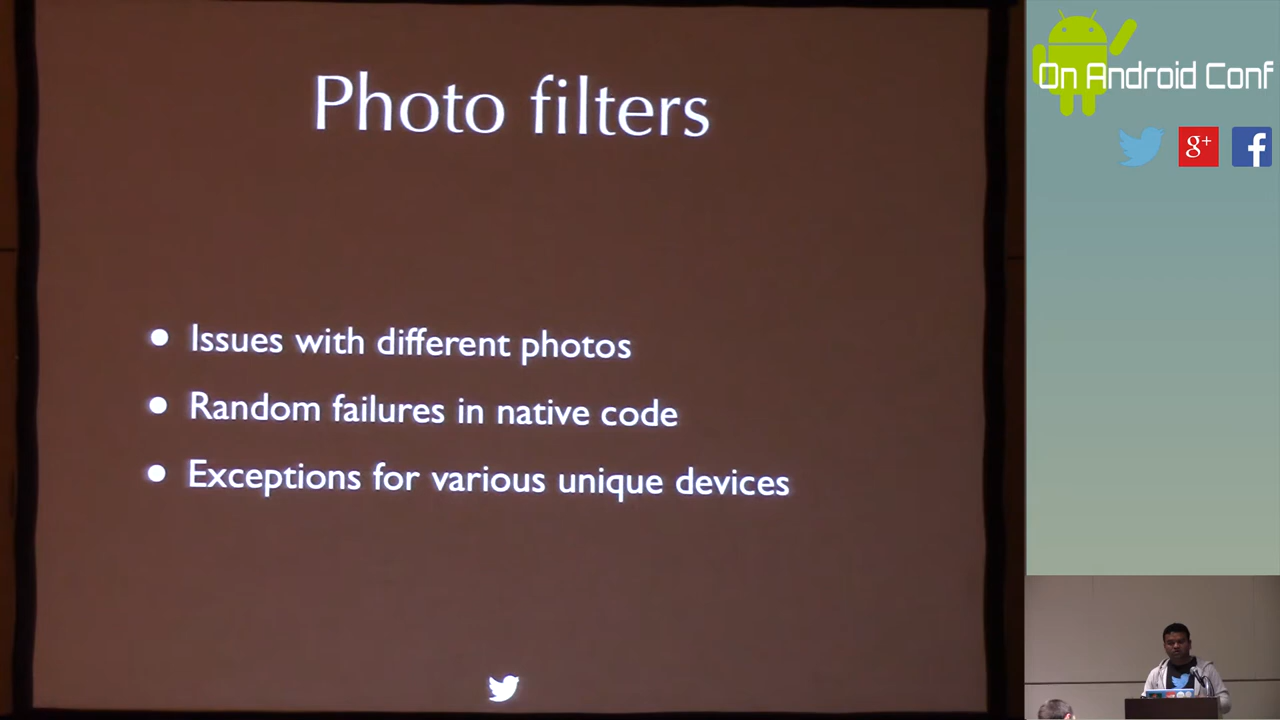 Photo filters
Issues with different photos
Random failures in native code
Exceptions for various unique devices
On Android Conf
g+
f